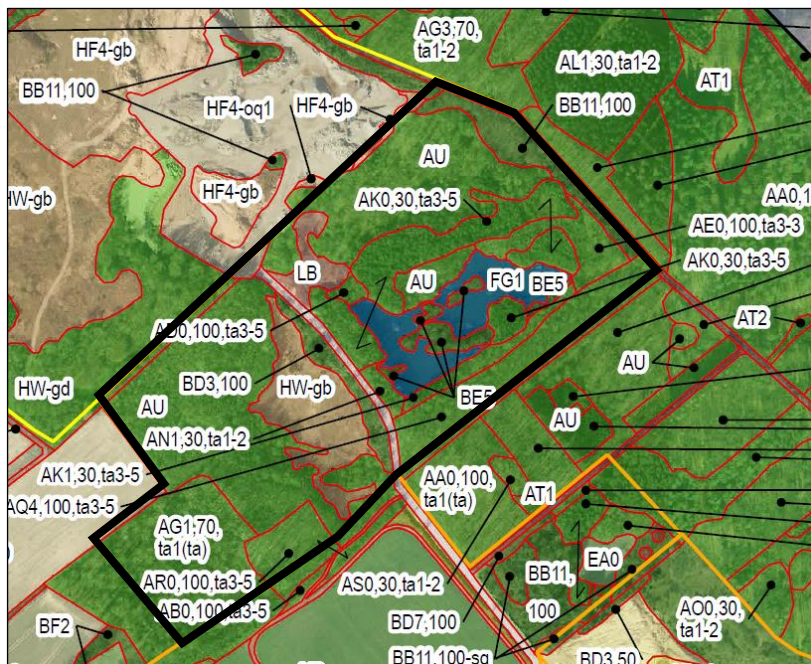 AG3,70,
ta1-2
HF4-gb
AL1,30,ta1-2
AT1
BB11,100
HF4-oq1
HF4-gb
BB11,100
AU
HF4-gb
AK0,30,ta3-5
HW-gb
AE0,100,ta3-3
LB
AU
FG1
BE5
AK0,30,ta3-5
AD0,100,ta3-5
AT2
BD3,100
HW-gb
AU
HW-gd
AU
BE5
AN1,30,ta1-2
AU
AK1,30,ta3-5
AA0,100,
ta1(ta)
AT1
AQ4,100,ta3-5
AG1,70,
ta1(ta)
AR0,100,ta3-5
AS0,30,ta1-2
BB11,
100
EA0
AB0,100,ta3-5
BD7,100
AO0,30,
ta1-2
BF2
BB11,100-sq
BD3,50